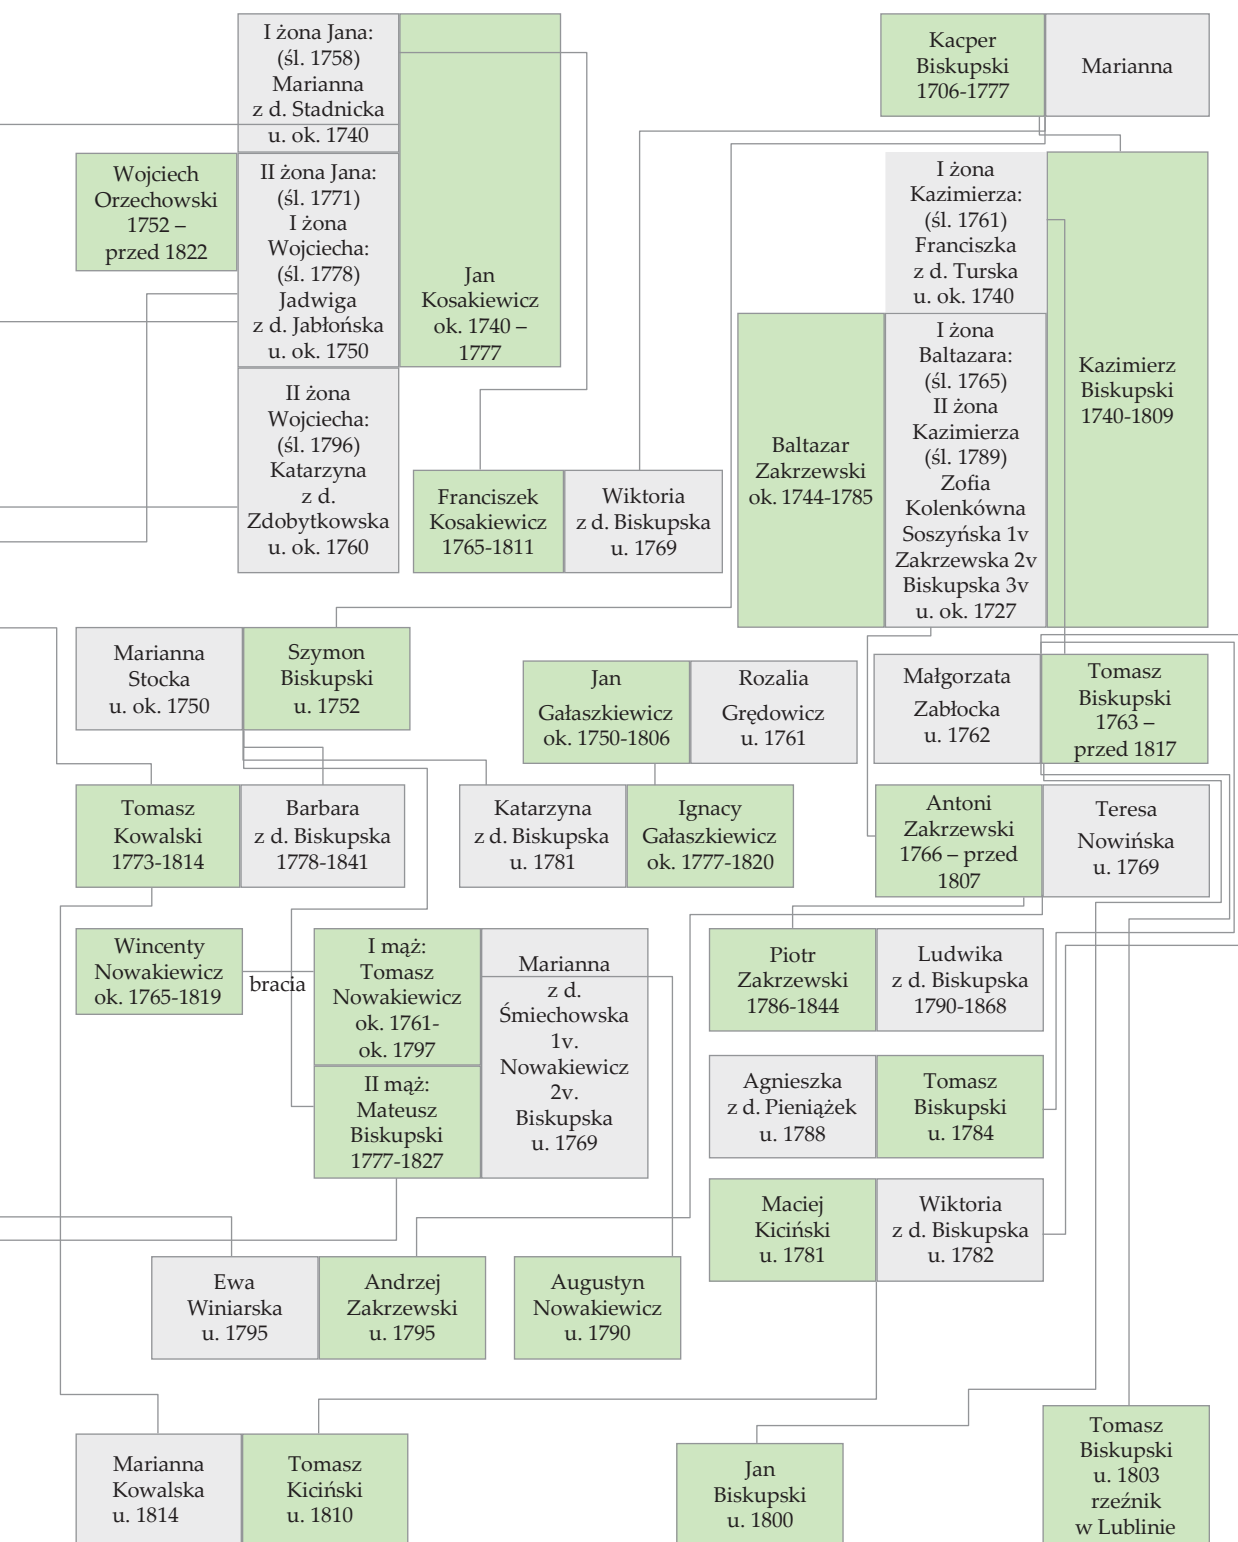 I żona Jana:
(śl. 1758)
Marianna
z d. Stadnicka
u. ok. 1740
Kacper
Biskupski
1706-1777
Marianna
Wojciech
Orzechowski
1752 –
przed 1822
II żona Jana:
(śl. 1771)
I żona
Wojciecha:
(śl. 1778)
Jadwiga
z d. Jabłońska
u. ok. 1750
Jan
Kosakiewicz
ok. 1740 –
1777
I żona
Kazimierza:
(śl. 1761)
Franciszka
z d. Turska
u. ok. 1740
Kazimierz
Biskupski
1740-1809
II żona
Wojciecha:
(śl. 1796)
Katarzyna
z d.
Zdobytkowska
u. ok. 1760
Franciszek
Kosakiewicz
1765-1811
Wiktoria
z d. Biskupska
u. 1769
Baltazar
Zakrzewski
ok. 1744-1785
I żona
Baltazara:
(śl. 1765)
II żona
Kazimierza
(śl. 1789)
Zofia
Kolenkówna
Soszyńska 1v
Zakrzewska 2v
Biskupska 3v
u. ok. 1727
Marianna
Stocka
u. ok. 1750
Szymon
Biskupski
u. 1752
Jan
Gałaszkiewicz
ok. 1750-1806
Rozalia
Grędowicz
u. 1761
Małgorzata
Zabłocka
u. 1762
Tomasz
Biskupski
1763 –
przed 1817
Tomasz
Kowalski
1773-1814
Barbara
z d. Biskupska
1778-1841
Katarzyna
z d. Biskupska
u. 1781
Ignacy
Gałaszkiewicz
ok. 1777-1820
Antoni
Zakrzewski
1766 – przed
1807
Teresa
Nowińska
u. 1769
Wincenty
Nowakiewicz
ok. 1765-1819
bracia
I mąż:
Tomasz
Nowakiewicz
ok. 1761-
ok. 1797
II mąż:
Mateusz
Biskupski
1777-1827
Marianna
z d.
Śmiechowska
1v.
Nowakiewicz
2v.
Biskupska
u. 1769
Piotr
Zakrzewski
1786-1844
Ludwika
z d. Biskupska
1790-1868
Agnieszka
z d. Pieniążek
u. 1788
Tomasz
Biskupski
u. 1784
Maciej
Kiciński
u. 1781
Wiktoria
z d. Biskupska
u. 1782
Ewa
Winiarska
u. 1795
Andrzej
Zakrzewski
u. 1795
Augustyn
Nowakiewicz
u. 1790
Marianna
Kowalska
u. 1814
Tomasz
Kiciński
u. 1810
Jan
Biskupski
u. 1800
Tomasz
Biskupski
u. 1803
rzeźnik
w Lublinie